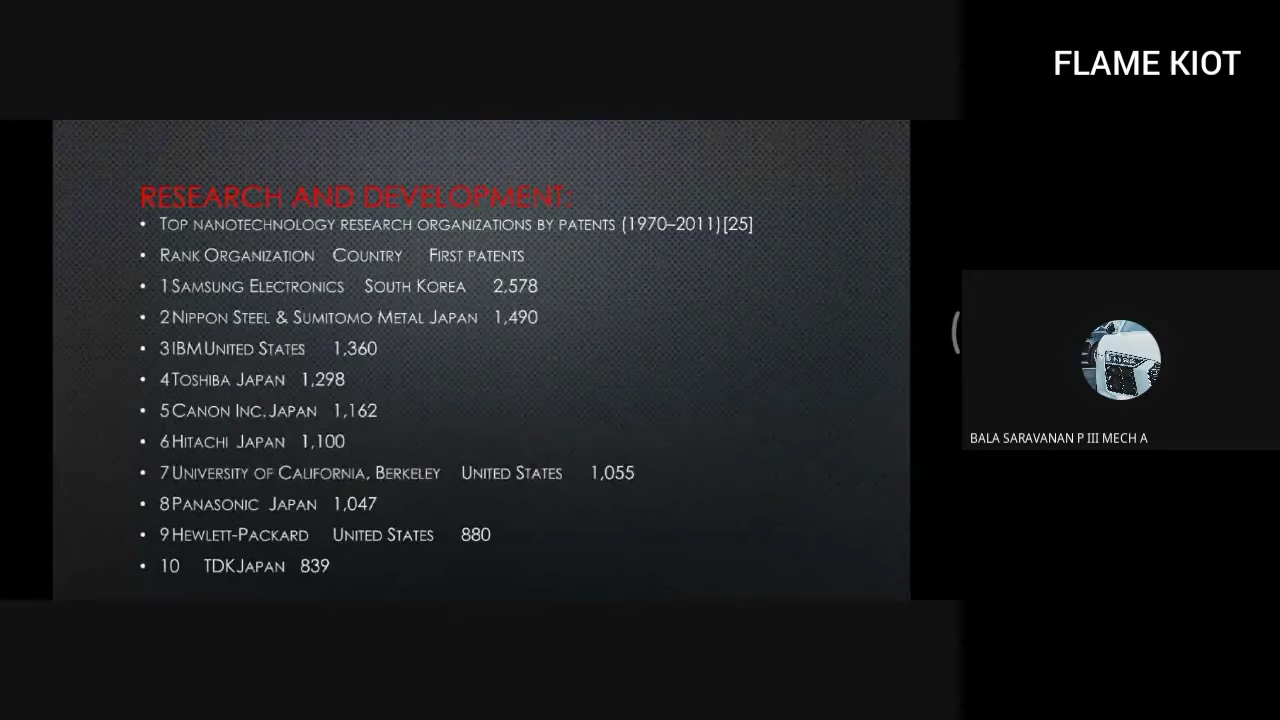 FLAME KIOT
RESEARCH AND DEVELOPMENT:
• TOP NANOTECHNOLOGY RESEARCH ORGANIZATIONS BY PATENTS (1970–2011)[25]
• RANK ORGANIZATION COUNTRY FIRST PATENTS
• 1 SAMSUNG ELECTRONICS SOUTH KOREA 2,578
• 2 NIPPON STEEL & SUMITOMO METAL JAPAN 1,490
• 3 IBM UNITED STATES 1,360
• 4 TOSHIBA JAPAN 1,298
• 5 CANON INC. JAPAN 1,162
• 6 HITACHI JAPAN 1,100
• 7 UNIVERSITY OF CALIFORNIA, BERKELEY UNITED STATES 1,055
• 8 PANASONIC JAPAN 1,047
• 9 HEWLETT-PACKARD UNITED STATES 880
• 10 TDK JAPAN 839
BALA SARAVANAN P III MECH A